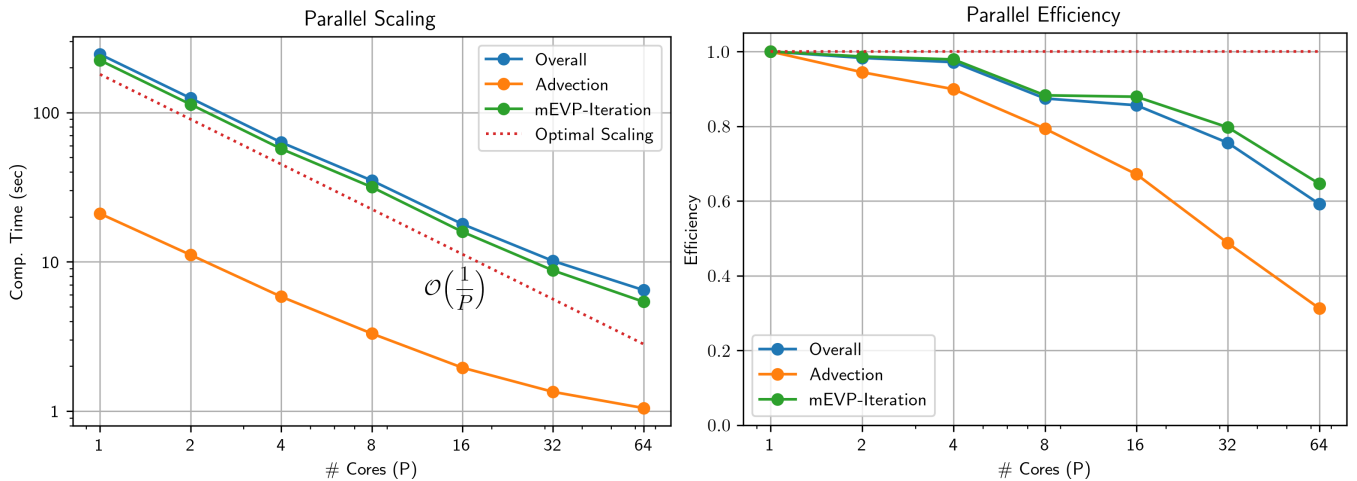 Parallel Scaling
Comp. Time (sec)
100
10
1
Overall
Advection
mEVP-Iteration
Optimal Scaling
𝒪(1/P)
1 2 4 8 16 32 64
# Cores (P)
Parallel Efficiency
Efficiency
1.0
0.8
0.6
0.4
0.2
0.0
Overall
Advection
mEVP-Iteration
1 2 4 8 16 32 64
# Cores (P)